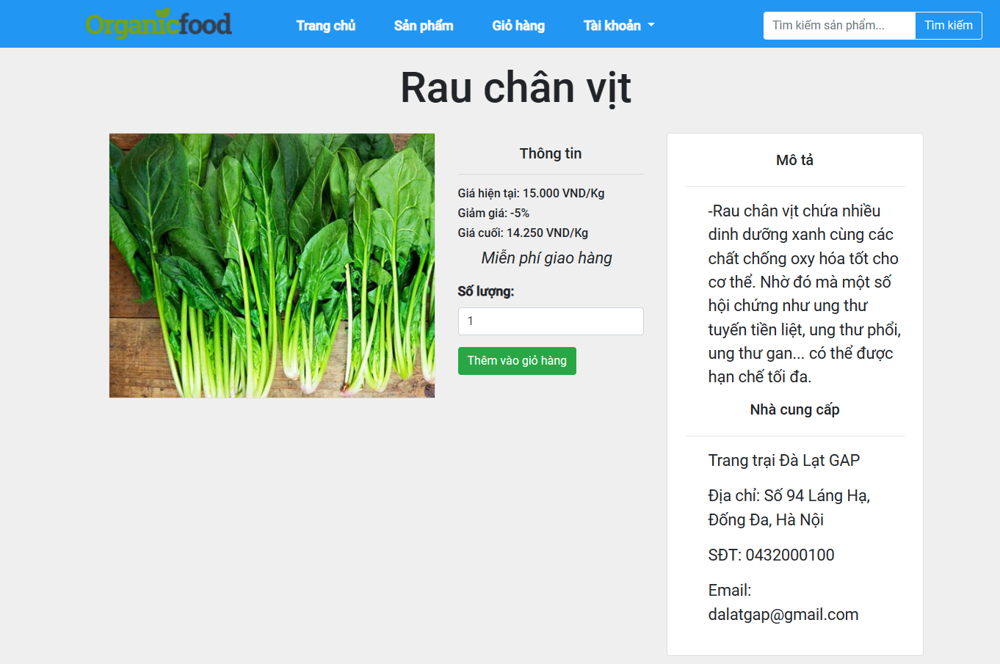 Organicfood
Trang chủ
Sản phẩm
Giỏ hàng
Tài khoản
Tìm kiếm sản phẩm...
Tìm kiếm
Rau chân vịt
Thông tin
Giá hiện tại: 15.000 VND/Kg
Giảm giá: -5%
Giá cuối: 14.250 VND/Kg
Miễn phí giao hàng
Số lượng:
1
Thêm vào giỏ hàng
Mô tả
-Rau chân vịt chứa nhiều
dinh dưỡng xanh cùng các
chất chống oxy hóa tốt cho
cơ thể. Nhờ đó mà một số
hội chứng như ung thư
tuyến tiền liệt, ung thư phổi,
ung thư gan... có thể được
hạn chế tối đa.
Nhà cung cấp
Trang trại Đà Lạt GAP
Địa chỉ: Số 94 Láng Hạ,
Đống Đa, Hà Nội
SĐT: 0432000100
Email:
dalatgap@gmail.com